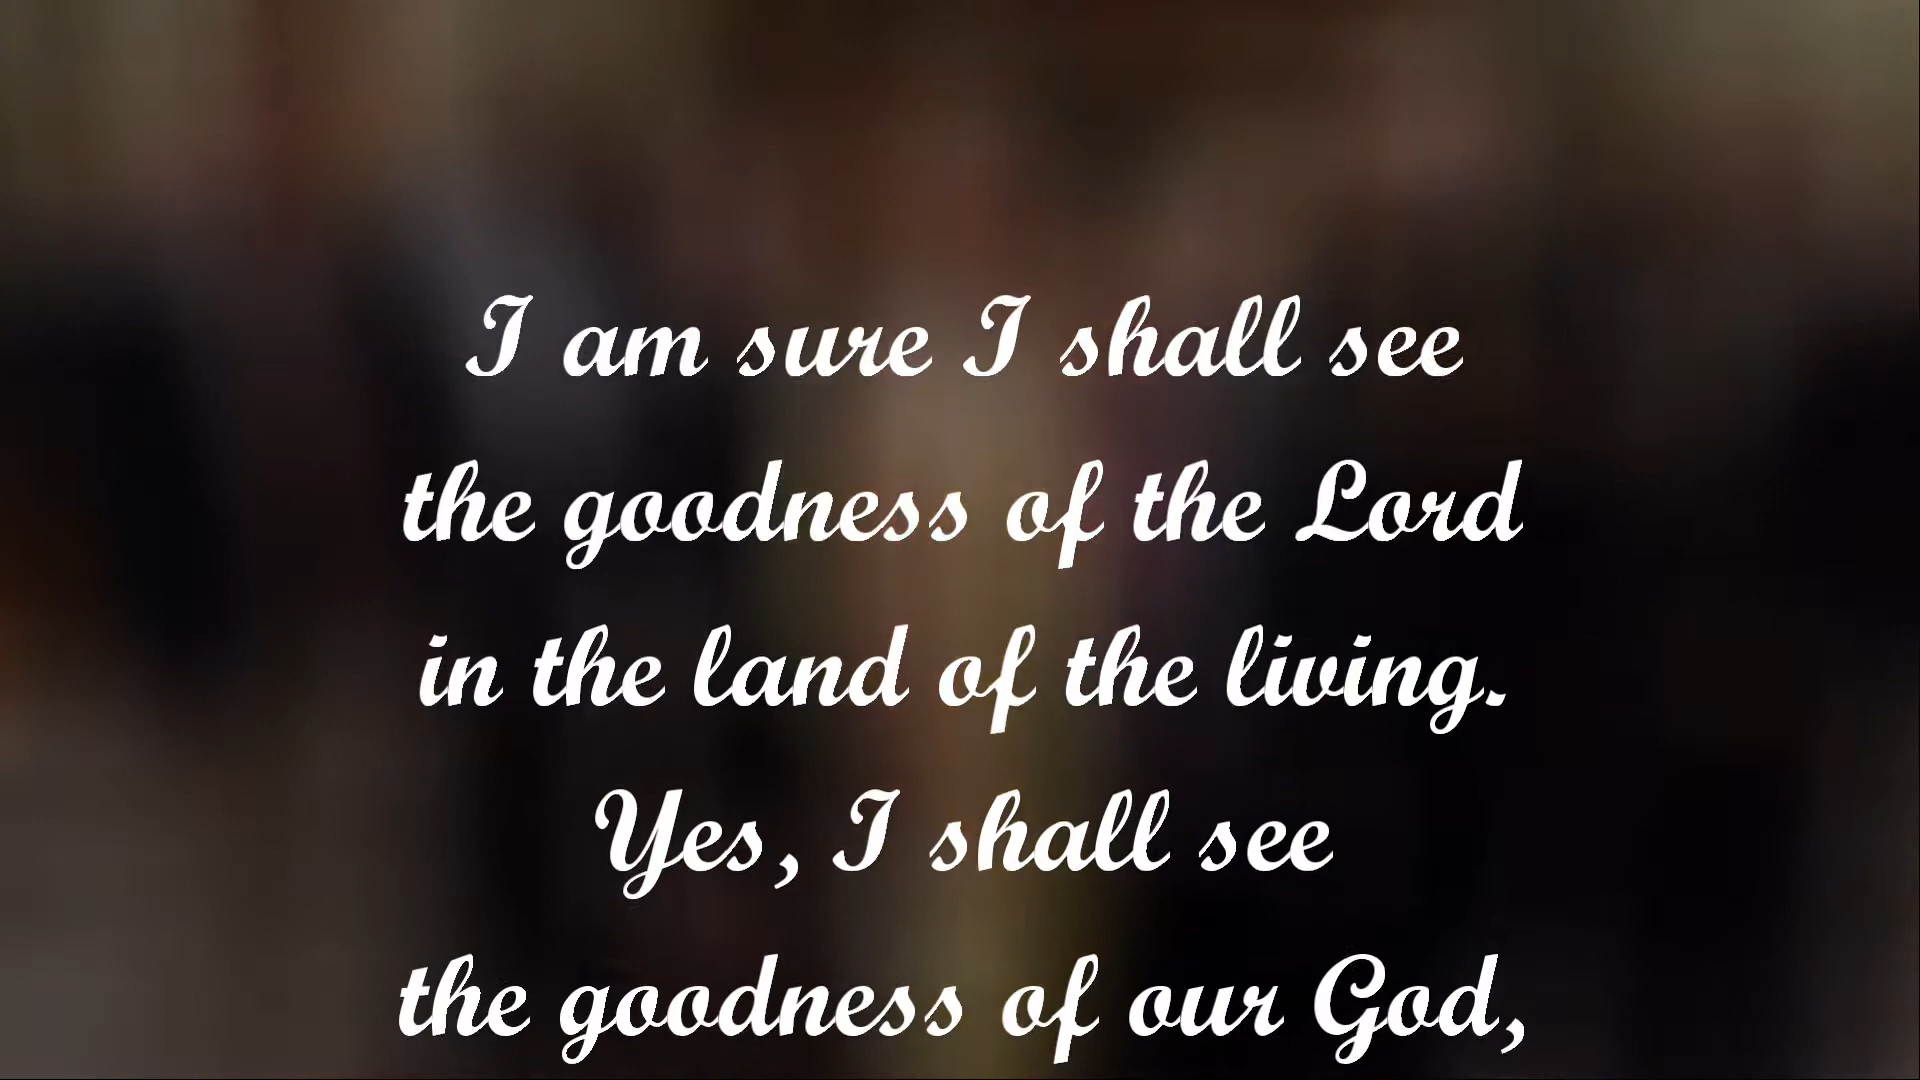 I am sure I shall see
the goodness of the Lord
in the land of the living.
Yes, I shall see
the goodness of our God,